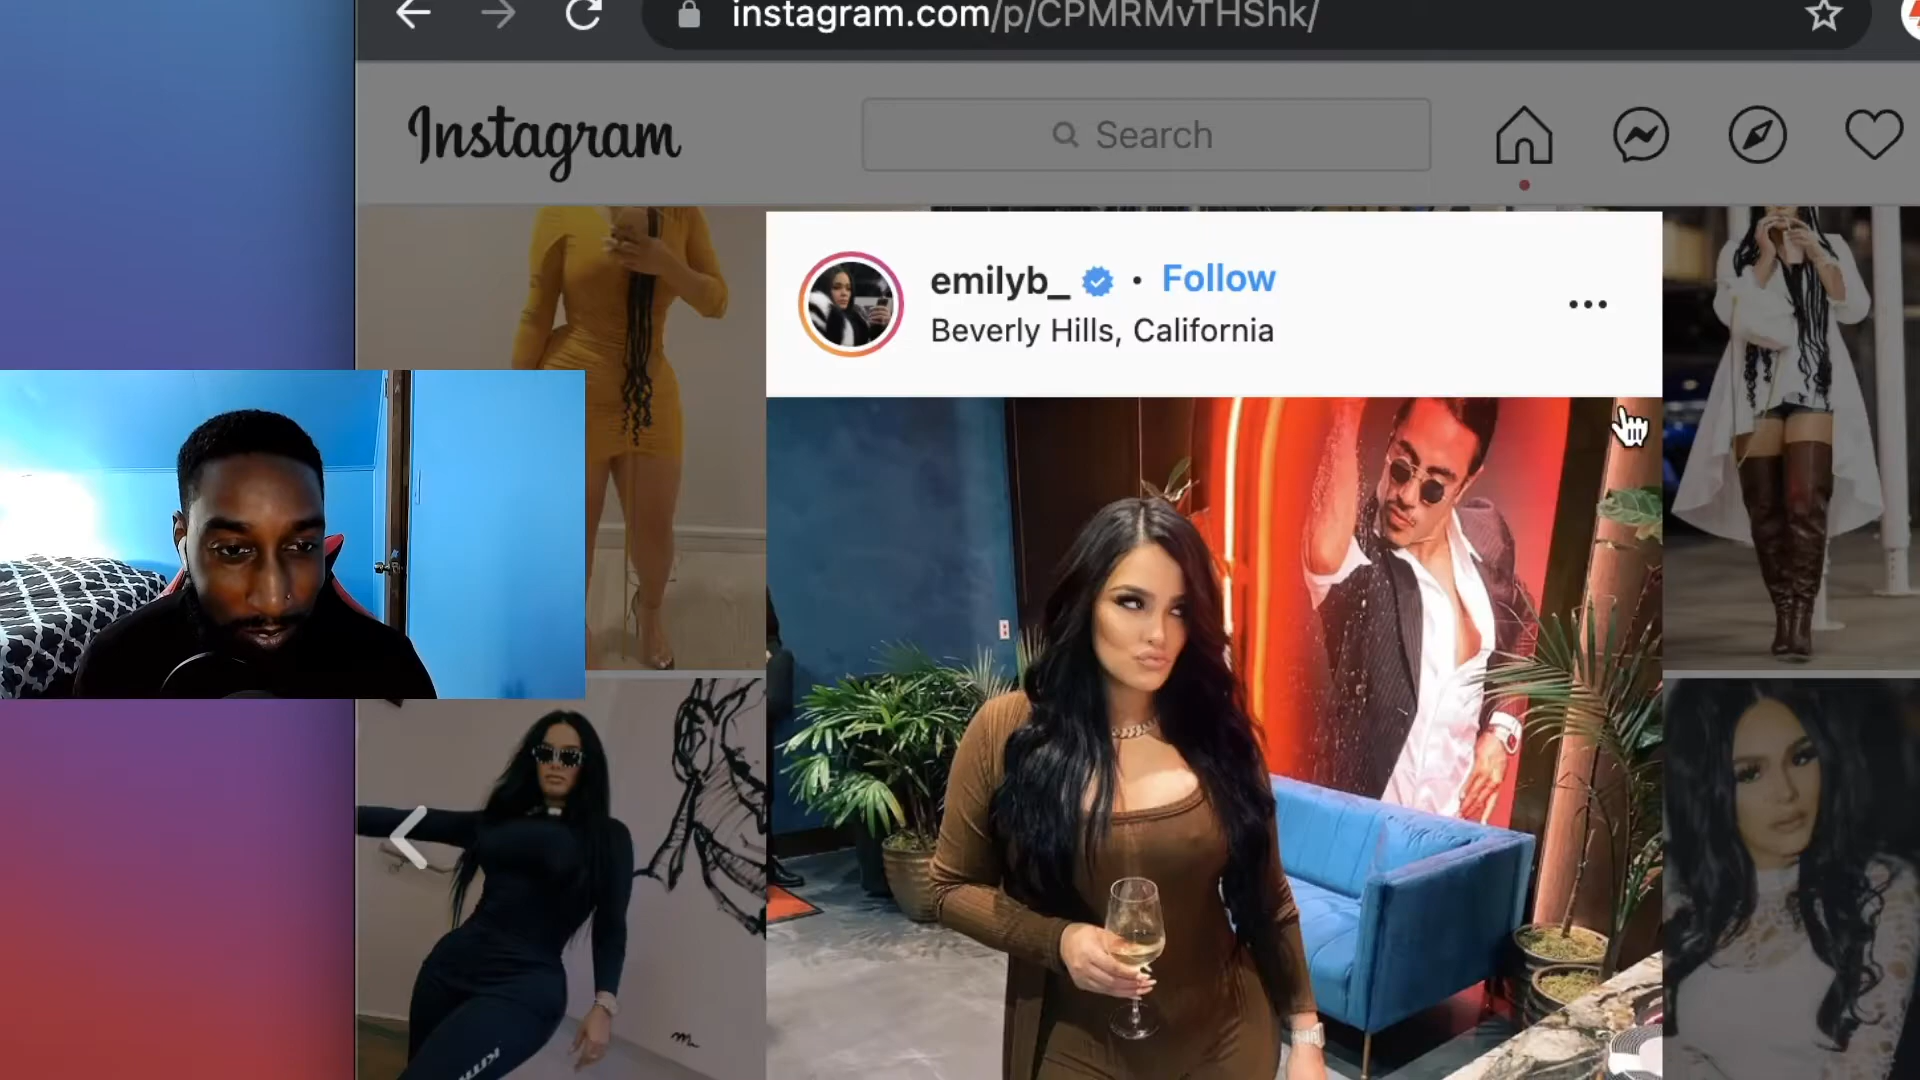 instagram.com/p/CPMRMvTHShk/
Instagram
Search
emilyb_ • Follow
Beverly Hills, California